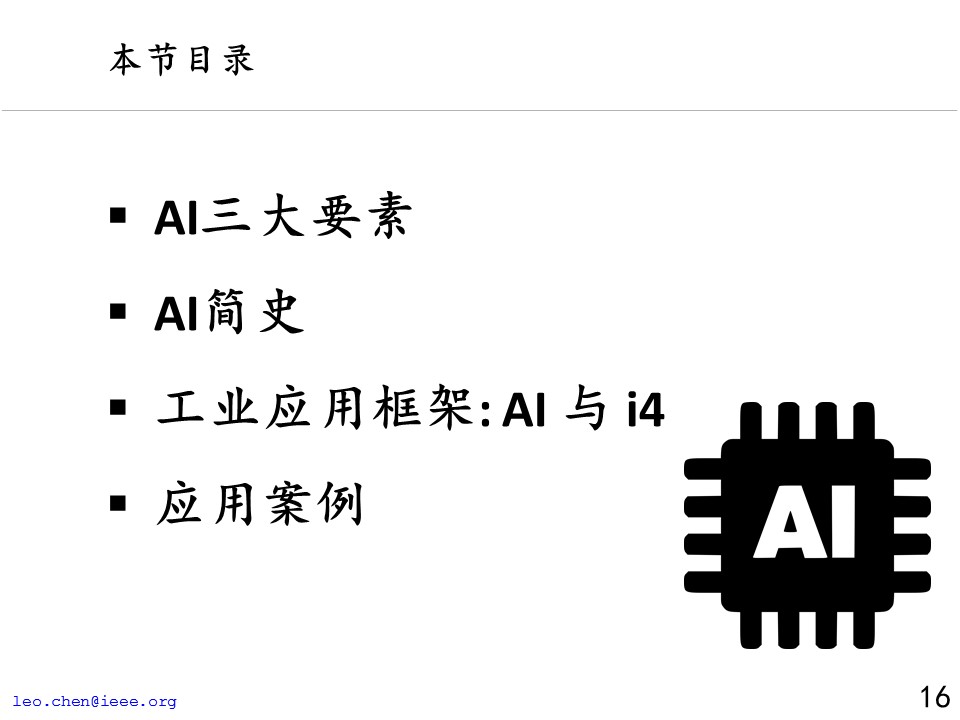 本节目录
▪ AI三大要素
▪ AI简史
▪ 工业应用框架: AI 与 i4
▪ 应用案例
AI
leo.chen@ieee.org
16